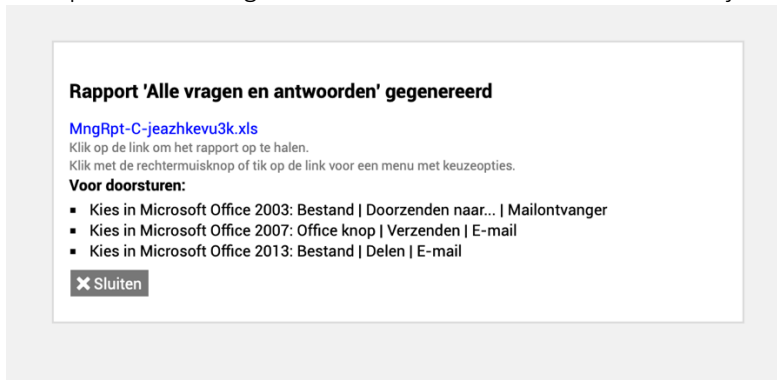 Rapport 'Alle vragen en antwoorden' gegenereerd
MngRpt-C-jeazhkevu3k.xls
Klik op de link om het rapport op te halen.
Klik met de rechtermuisknop of tik op de link voor een menu met keuzeopties.
Voor doorsturen:
▪ Kies in Microsoft Office 2003: Bestand | Doorzenden naar... | Mailontvanger
▪ Kies in Microsoft Office 2007: Office knop | Verzenden | E-mail
▪ Kies in Microsoft Office 2013: Bestand | Delen | E-mail
✖ Sluiten